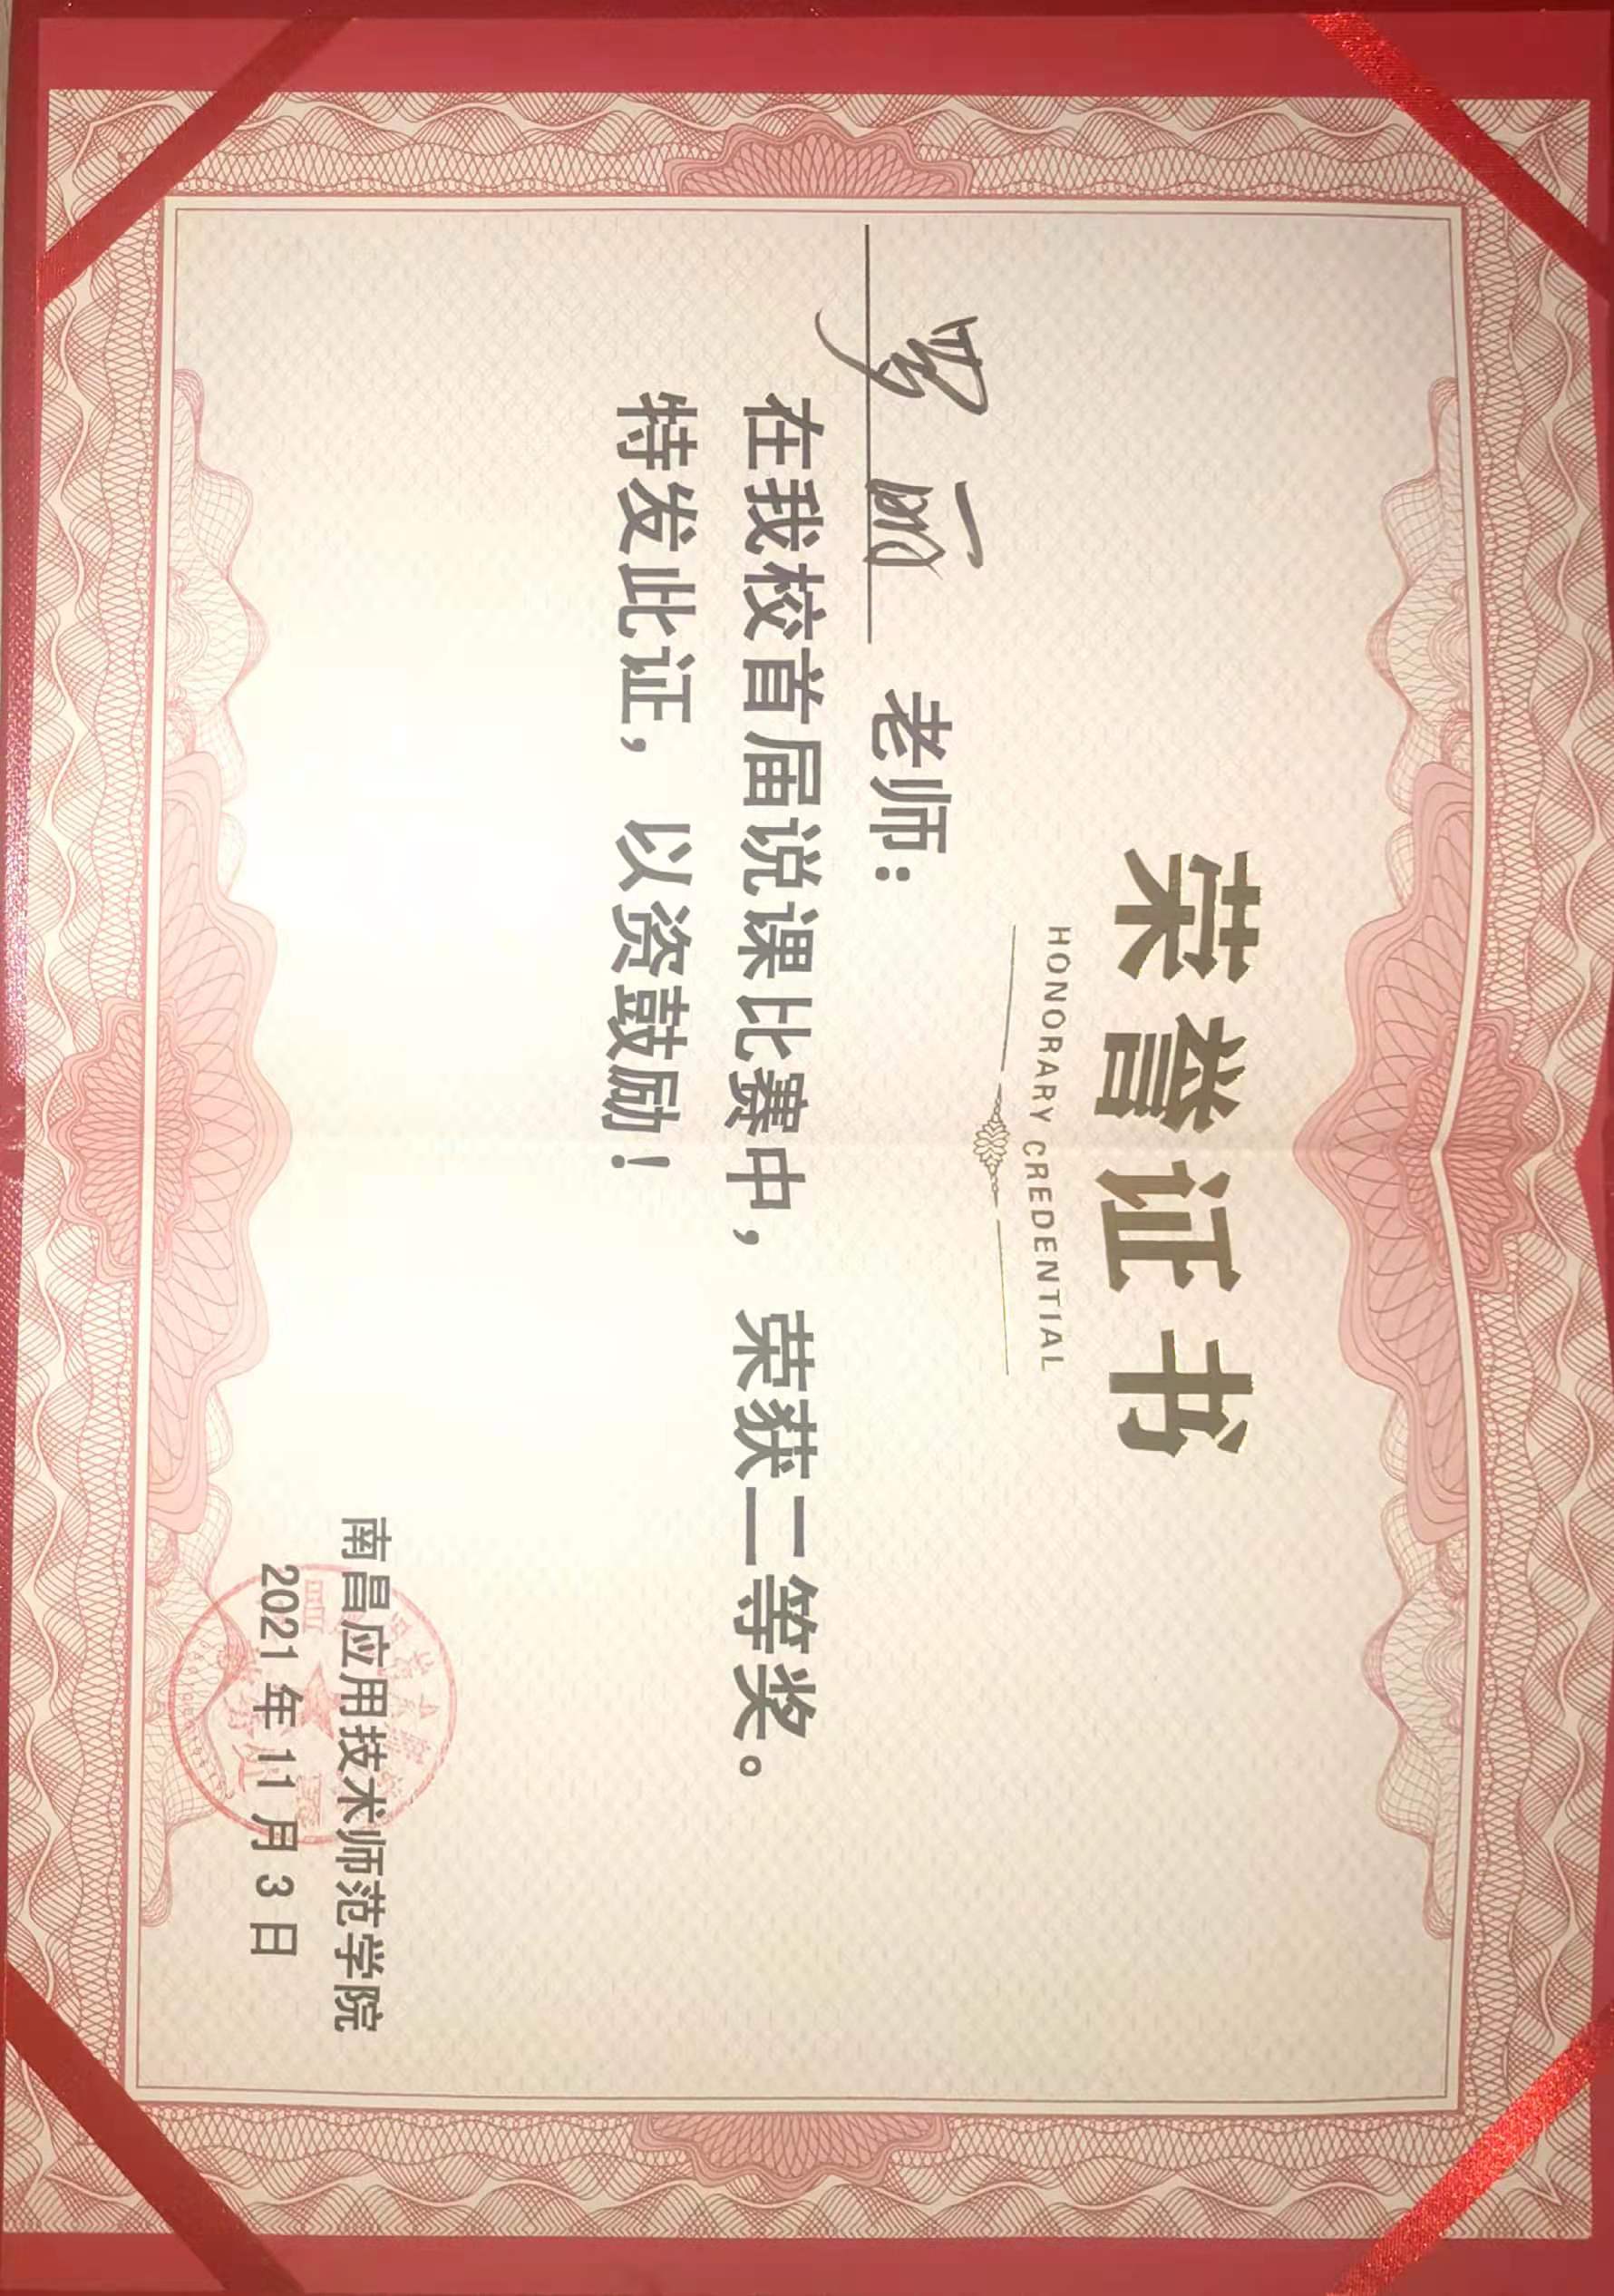 荣誉证书
HONORARY CREDENTIAL
罗丽 老师:
在我校首届说课比赛中，荣获二等奖。
特发此证，以资鼓励！
南昌应用技术师范学院
2021年11月3日